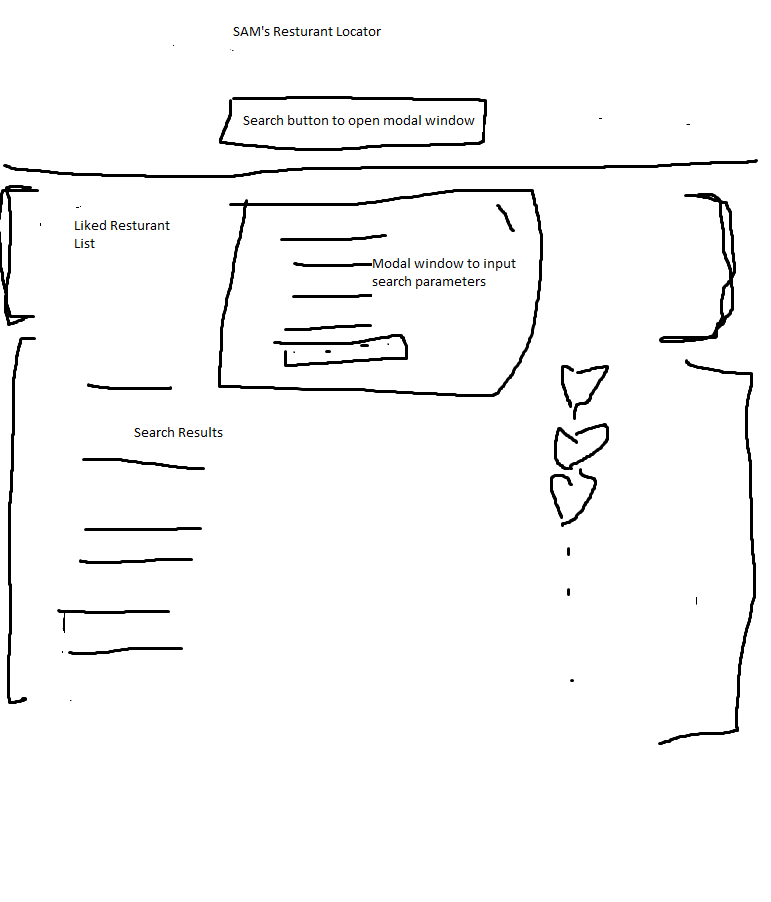 SAM's Resturant Locator
Search button to open modal window
Liked Resturant
List
Modal window to input
search parameters
Search Results